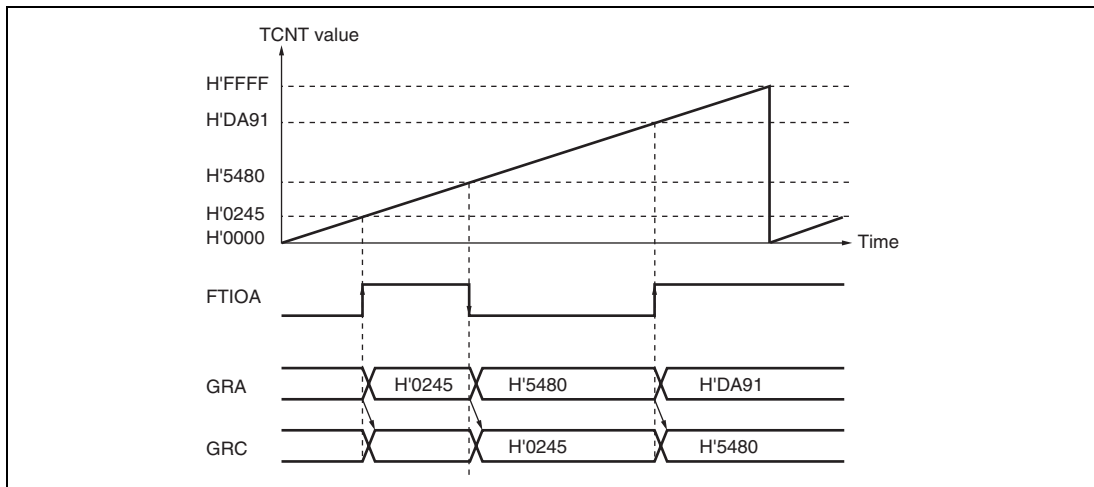 TCNT value
H'FFFF
H'DA91
H'5480
H'0245
H'0000
Time
FTIOA
GRA
H'0245
H'5480
H'DA91
GRC
H'0245
H'5480